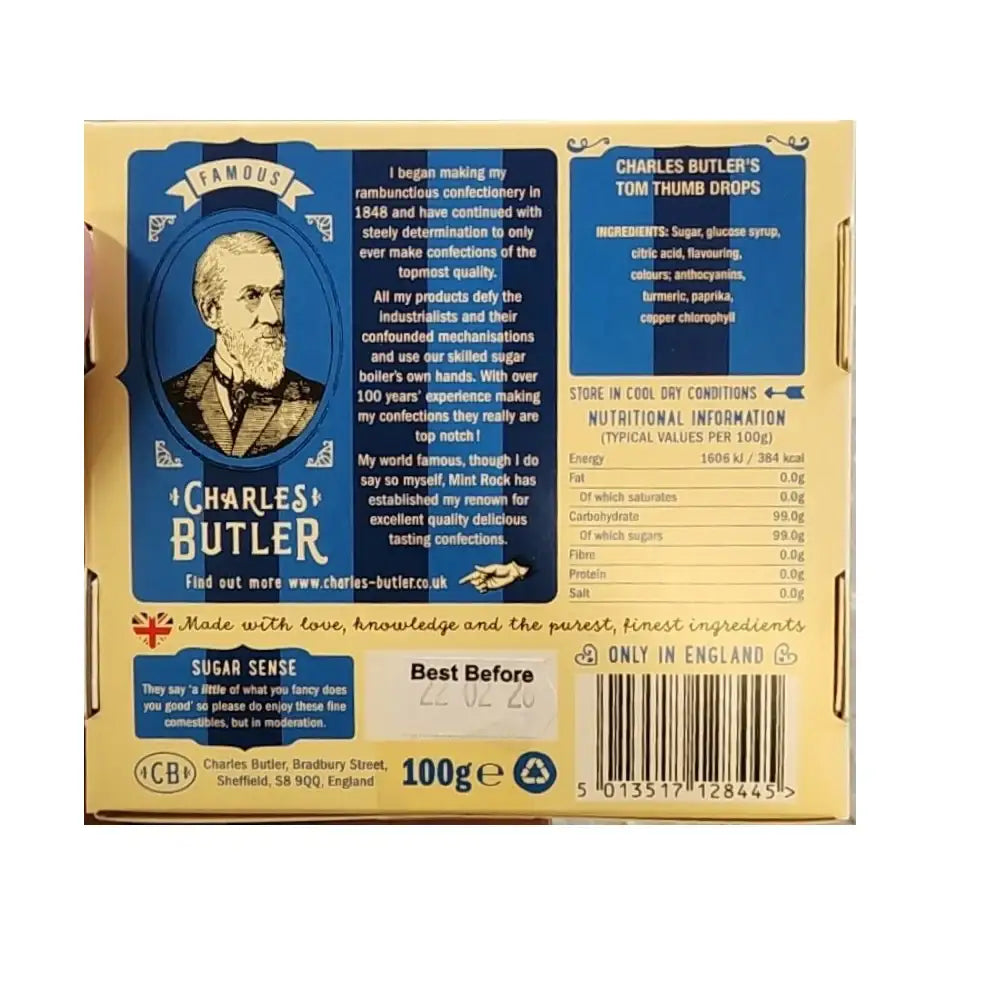 FAMOUS
CHARLES
BUTLER
I began making my
rambunctious confectionery in
1848 and have continued with
steely determination to only
ever make confections of the
topmost quality.
All my products defy the
industrialists and their
confounded mechanisations
and use our skilled sugar
boiler's own hands. With over
100 years' experience making
my confections they really are
top notch!
My world famous, though I do
say so myself, Mint Rock has
established my renown for
excellent quality delicious
tasting confections.
Find out more www.charles-butler.co.uk
CHARLES BUTLER'S
TOM THUMB DROPS
INGREDIENTS: Sugar, glucose syrup,
citric acid, flavouring,
colours; anthocyanins,
turmeric, paprika,
copper chlorophyll
STORE IN COOL DRY CONDITIONS
NUTRITIONAL INFORMATION
(TYPICAL VALUES PER 100g)
Energy 1606 kJ / 384 kcal
Fat 0.0g
Of which saturates 0.0g
Carbohydrate 99.0g
Of which sugars 99.0g
Fibre 0.0g
Protein 0.0g
Salt 0.0g
Made with love, knowledge and the purest, finest ingredients
SUGAR SENSE
They say 'a little of what you fancy does
you good' so please do enjoy these fine
comestibles, but in moderation.
Best Before
22 02 26
ONLY IN ENGLAND
CB
Charles Butler, Bradbury Street,
Sheffield, S8 9QQ, England
100g e
5 013517 128445 >